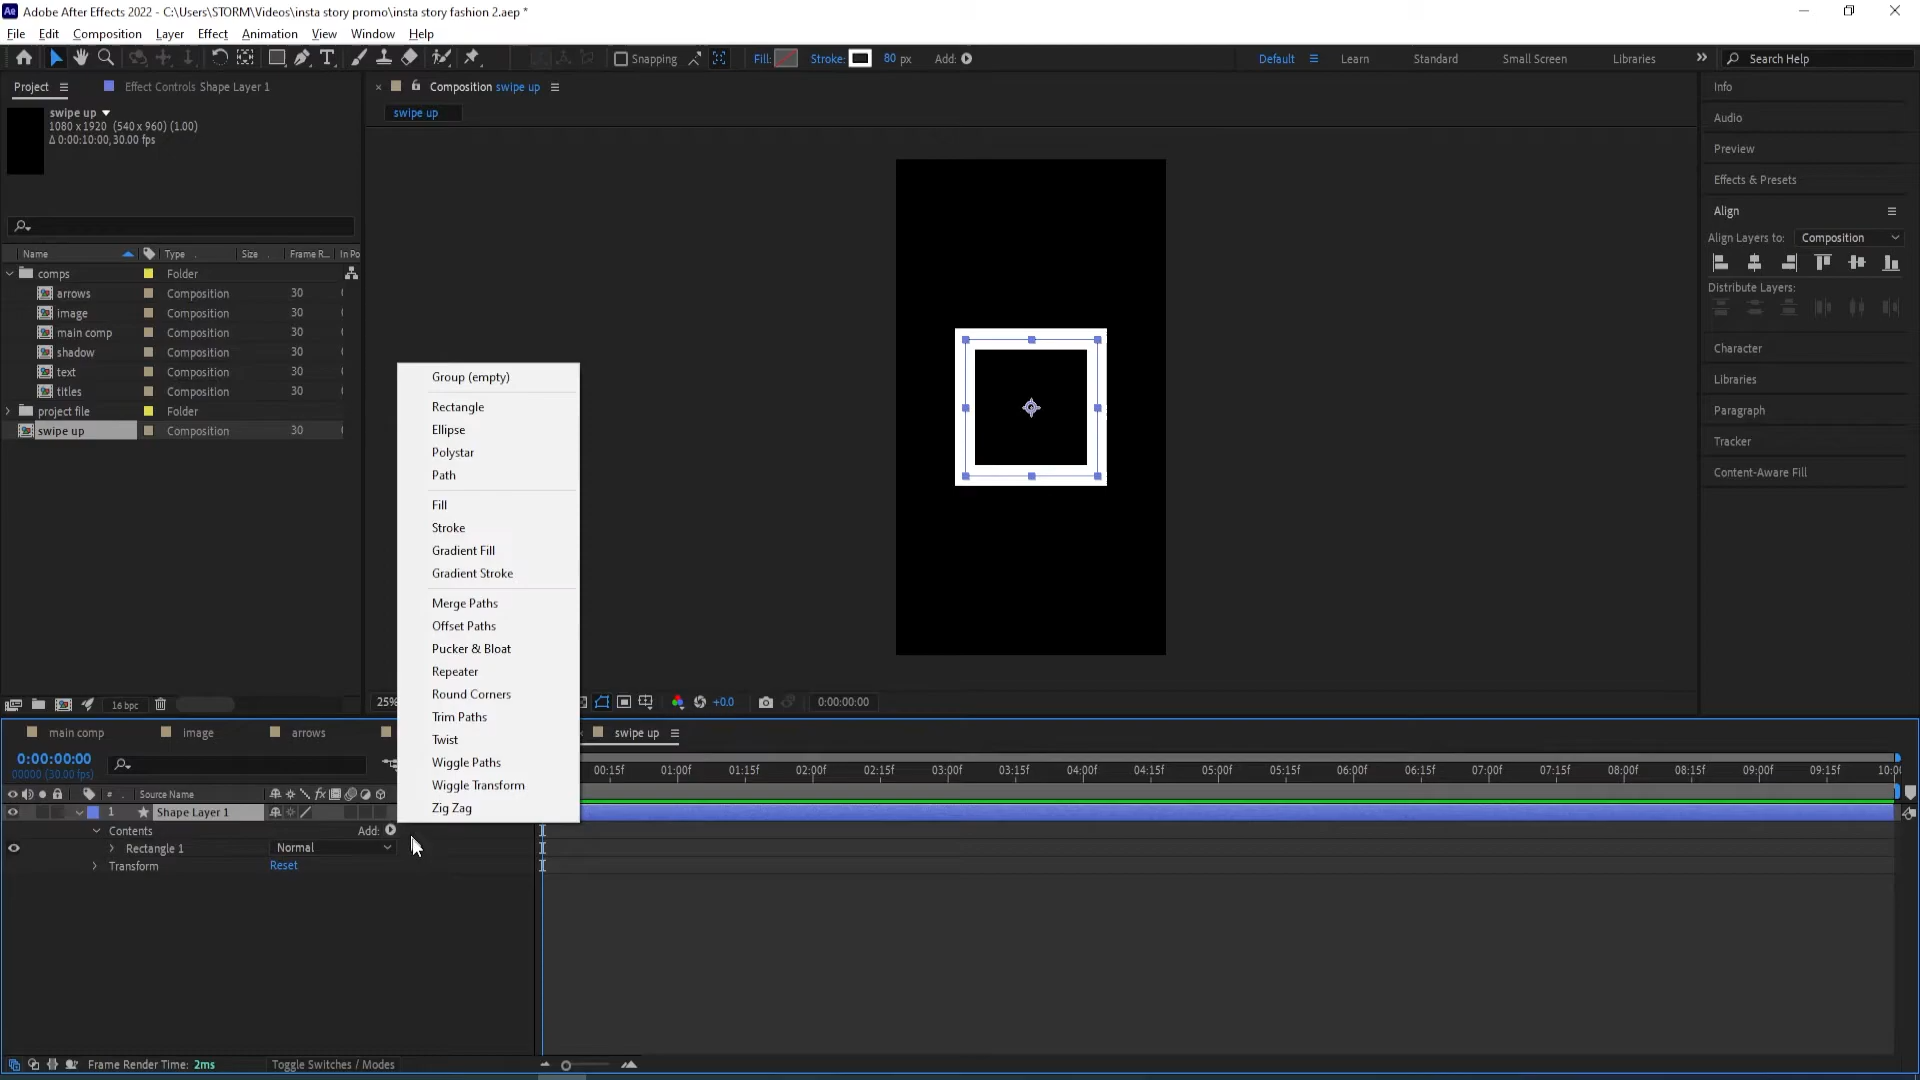 Adobe After Effects 2022 - C:\Users\STORM\Videos\insta story promo\insta story fashion 2.aep *
File Edit Composition Layer Effect Animation View Window Help
Snapping Fill: Stroke: 80 px Add: Default Learn Standard Small Screen Libraries Search Help
Project Effect Controls Shape Layer 1
Composition swipe up
swipe up
swipe up
1080 x 1920 (540 x 960) (1.00)
Δ 0:00:10:00, 30.00 fps
Name Type Size Frame R... In Po
comps Folder
arrows Composition 30
image Composition 30
main comp Composition 30
shadow Composition 30
text Composition 30
titles Composition 30
project file Folder
swipe up Composition 30
16 bpc
Group (empty)
Rectangle
Ellipse
Polystar
Path
Fill
Stroke
Gradient Fill
Gradient Stroke
Merge Paths
Offset Paths
Pucker & Bloat
Repeater
Round Corners
Trim Paths
Twist
Wiggle Paths
Wiggle Transform
Zig Zag
25% +0.0 0:00:00:00
Info
Audio
Preview
Effects & Presets
Align
Align Layers to: Composition
Distribute Layers:
Character
Libraries
Paragraph
Tracker
Content-Aware Fill
main comp image arrows swipe up
0:00:00:00
00000 (30.00 fps)
00:15f 01:00f 01:15f 02:00f 02:15f 03:00f 03:15f 04:00f 04:15f 05:00f 05:15f 06:00f 06:15f 07:00f 07:15f 08:00f 08:15f 09:00f 09:15f 10:00
# Source Name
1 Shape Layer 1
Contents Add:
Rectangle 1 Normal
Transform Reset
Frame Render Time: 2ms Toggle Switches / Modes